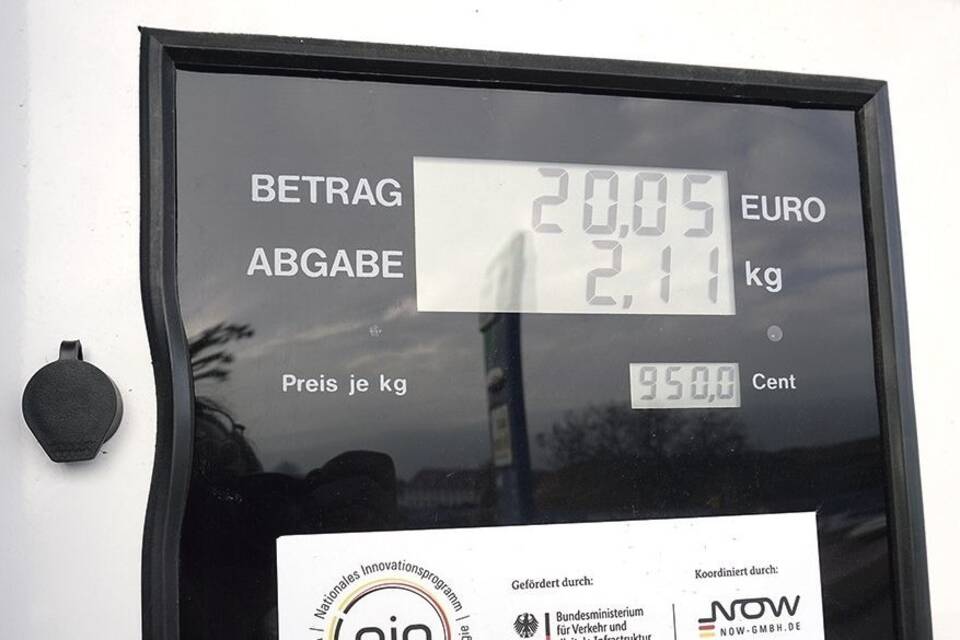 BETRAG 20,05 EURO
ABGABE 2,11 kg
Preis je kg 950,0 Cent
Nationales Innovationsprogramm
Gefördert durch:
Koordiniert durch:
Bundesministerium
für Verkehr und
NOW
NOW-GMBH.DE